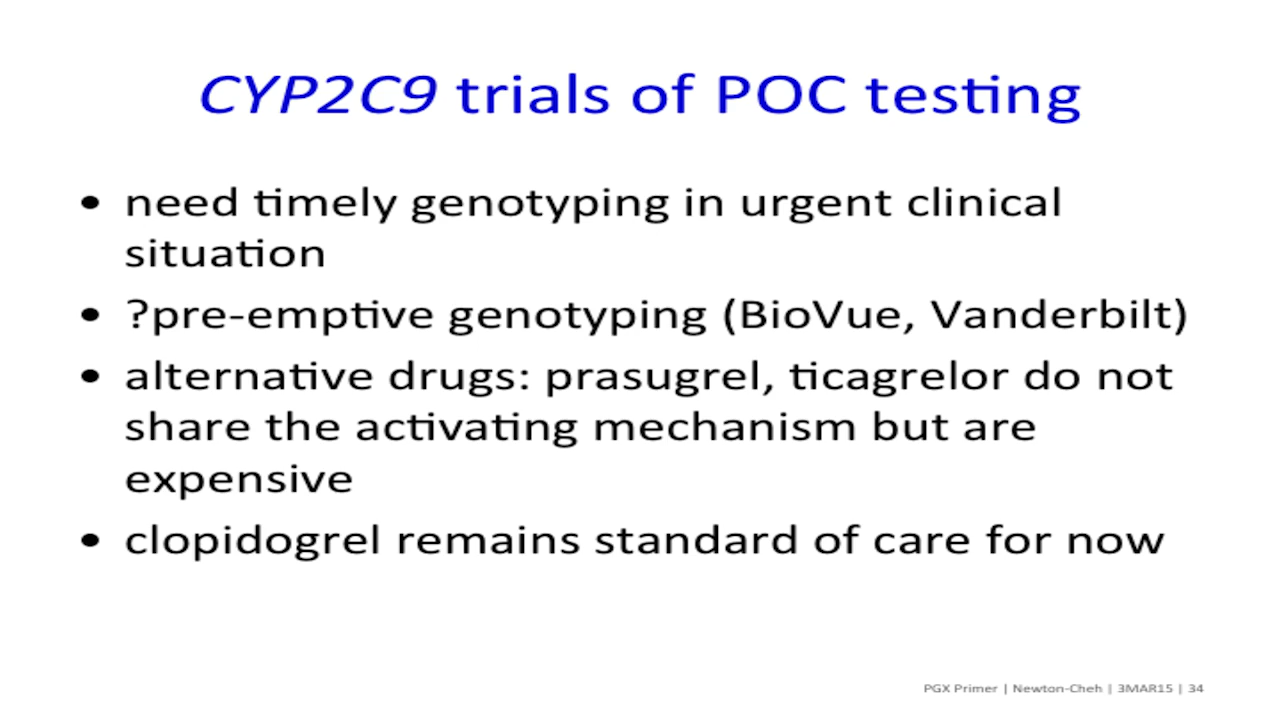 CYP2C9 trials of POC testing
• need timely genotyping in urgent clinical
situation
• ?pre-emptive genotyping (BioVue, Vanderbilt)
• alternative drugs: prasugrel, ticagrelor do not
share the activating mechanism but are
expensive
• clopidogrel remains standard of care for now
PGX Primer | Newton-Cheh | 3MAR15 | 34